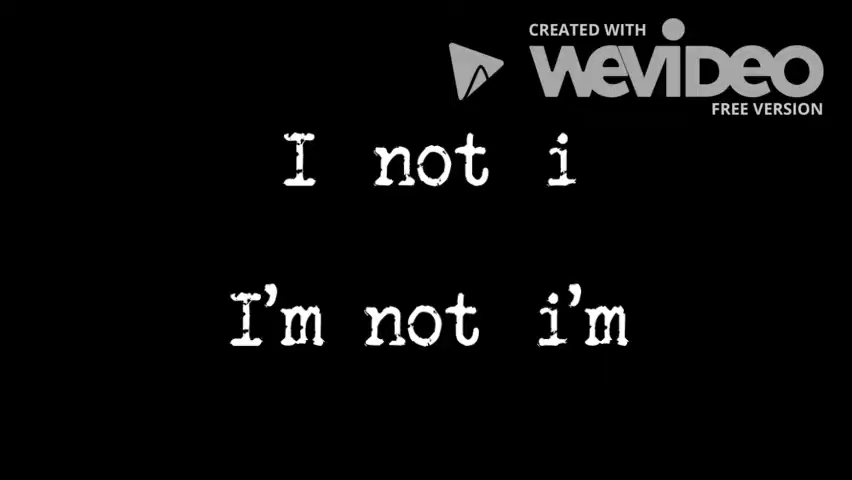 CREATED WITH
WEVIDEO
FREE VERSION
I not i
I'm not i'm